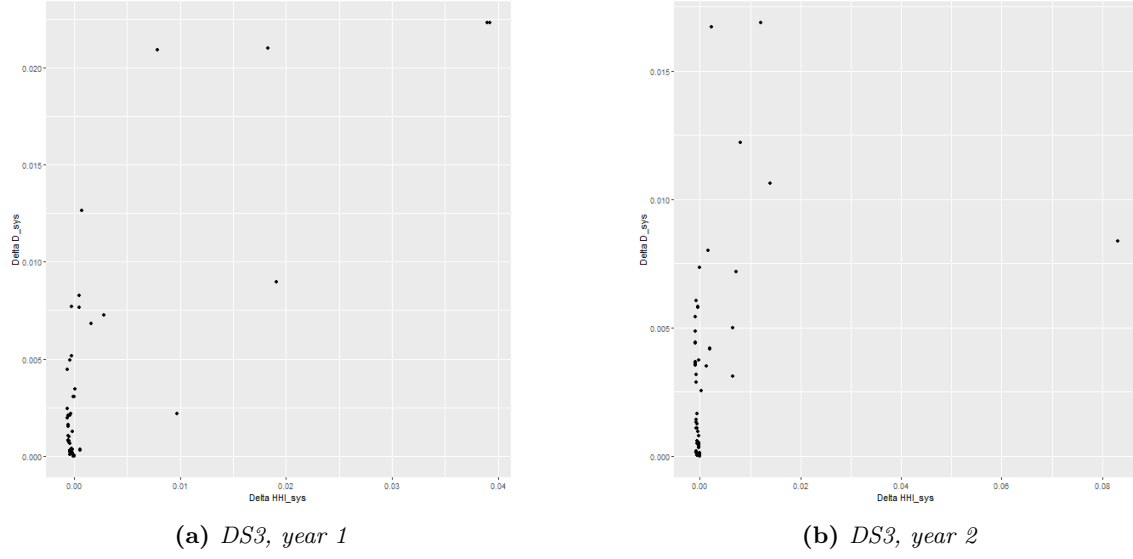 0.020
0.015
0.010
0.005
0.000
Delta D_sys
0.00 0.01 0.02 0.03 0.04
Delta HHI_sys
(a) DS3, year 1
0.015
0.010
0.005
0.000
Delta D_sys
0.00 0.02 0.04 0.06 0.08
Delta HHI_sys
(b) DS3, year 2